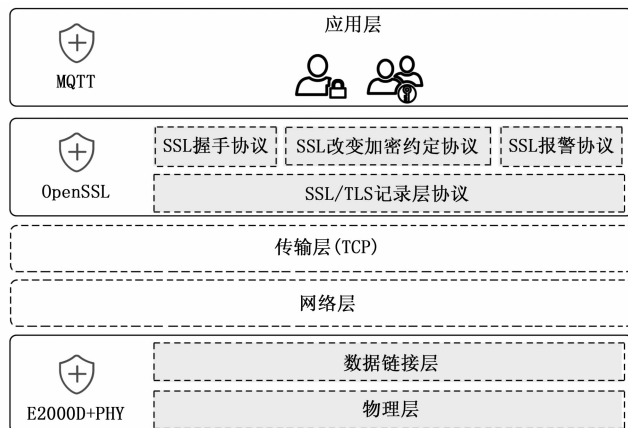 应用层
MQTT
SSL握手协议 SSL改变加密约定协议 SSL报警协议
OpenSSL
SSL/TLS记录层协议
传输层(TCP)
网络层
数据链接层
E2000D+PHY
物理层